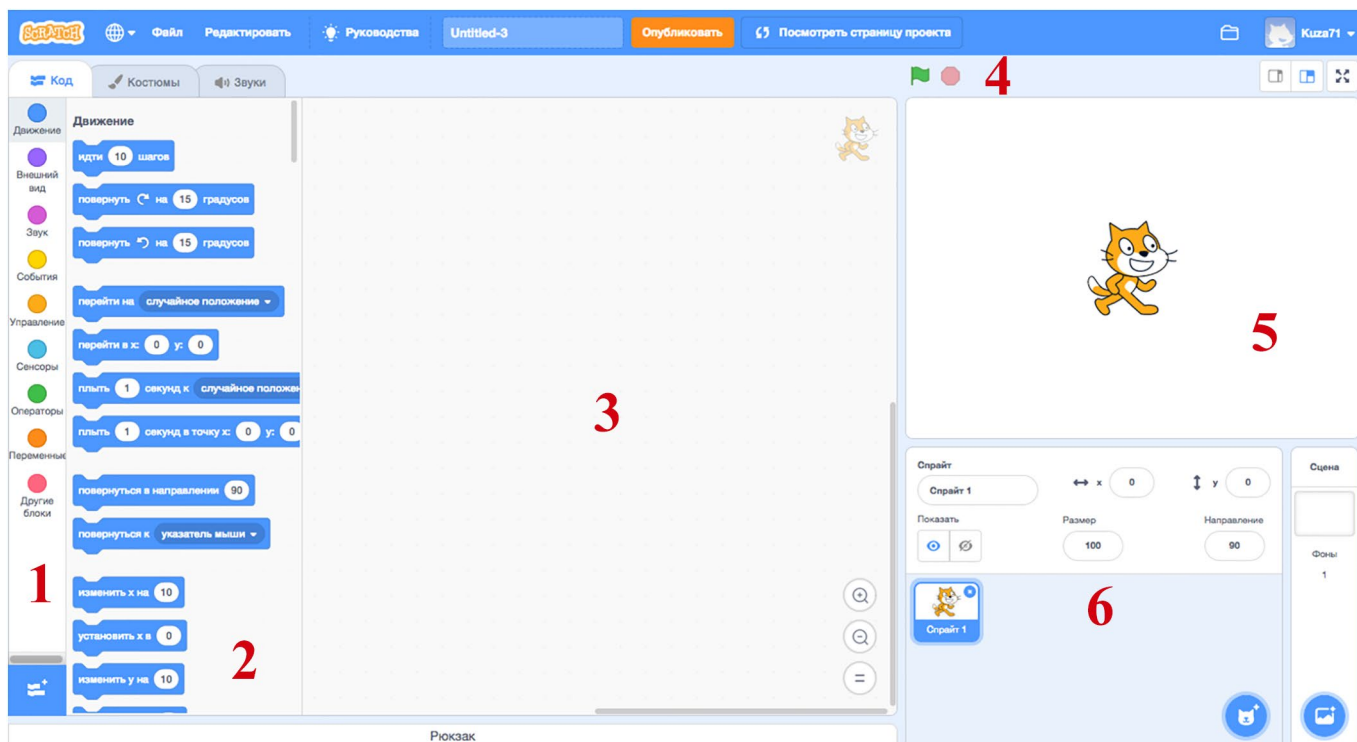 SCRATCH
Файл
Редактировать
Руководства
Untitled-3
Опубликовать
Посмотреть страницу проекта
Kuza71
Код
Костюмы
Звуки
4
Движение
Внешний
вид
Звук
События
Управление
Сенсоры
Операторы
Переменные
Другие
блоки
1
Движение
идти 10 шагов
повернуть на 15 градусов
повернуть на 15 градусов
перейти на случайное положение
перейти в x: 0 y: 0
плыть 1 секунд к случайное положен
плыть 1 секунд в точку x: 0 y: 0
повернуться в направлении 90
повернуться к указатель мыши
изменить x на 10
установить x в 0
изменить y на 10
2
3
5
Спрайт
Спрайт 1
x 0
y 0
Показать
Размер
100
Направление
90
Спрайт 1
6
Сцена
Фоны
1
Рюкзак